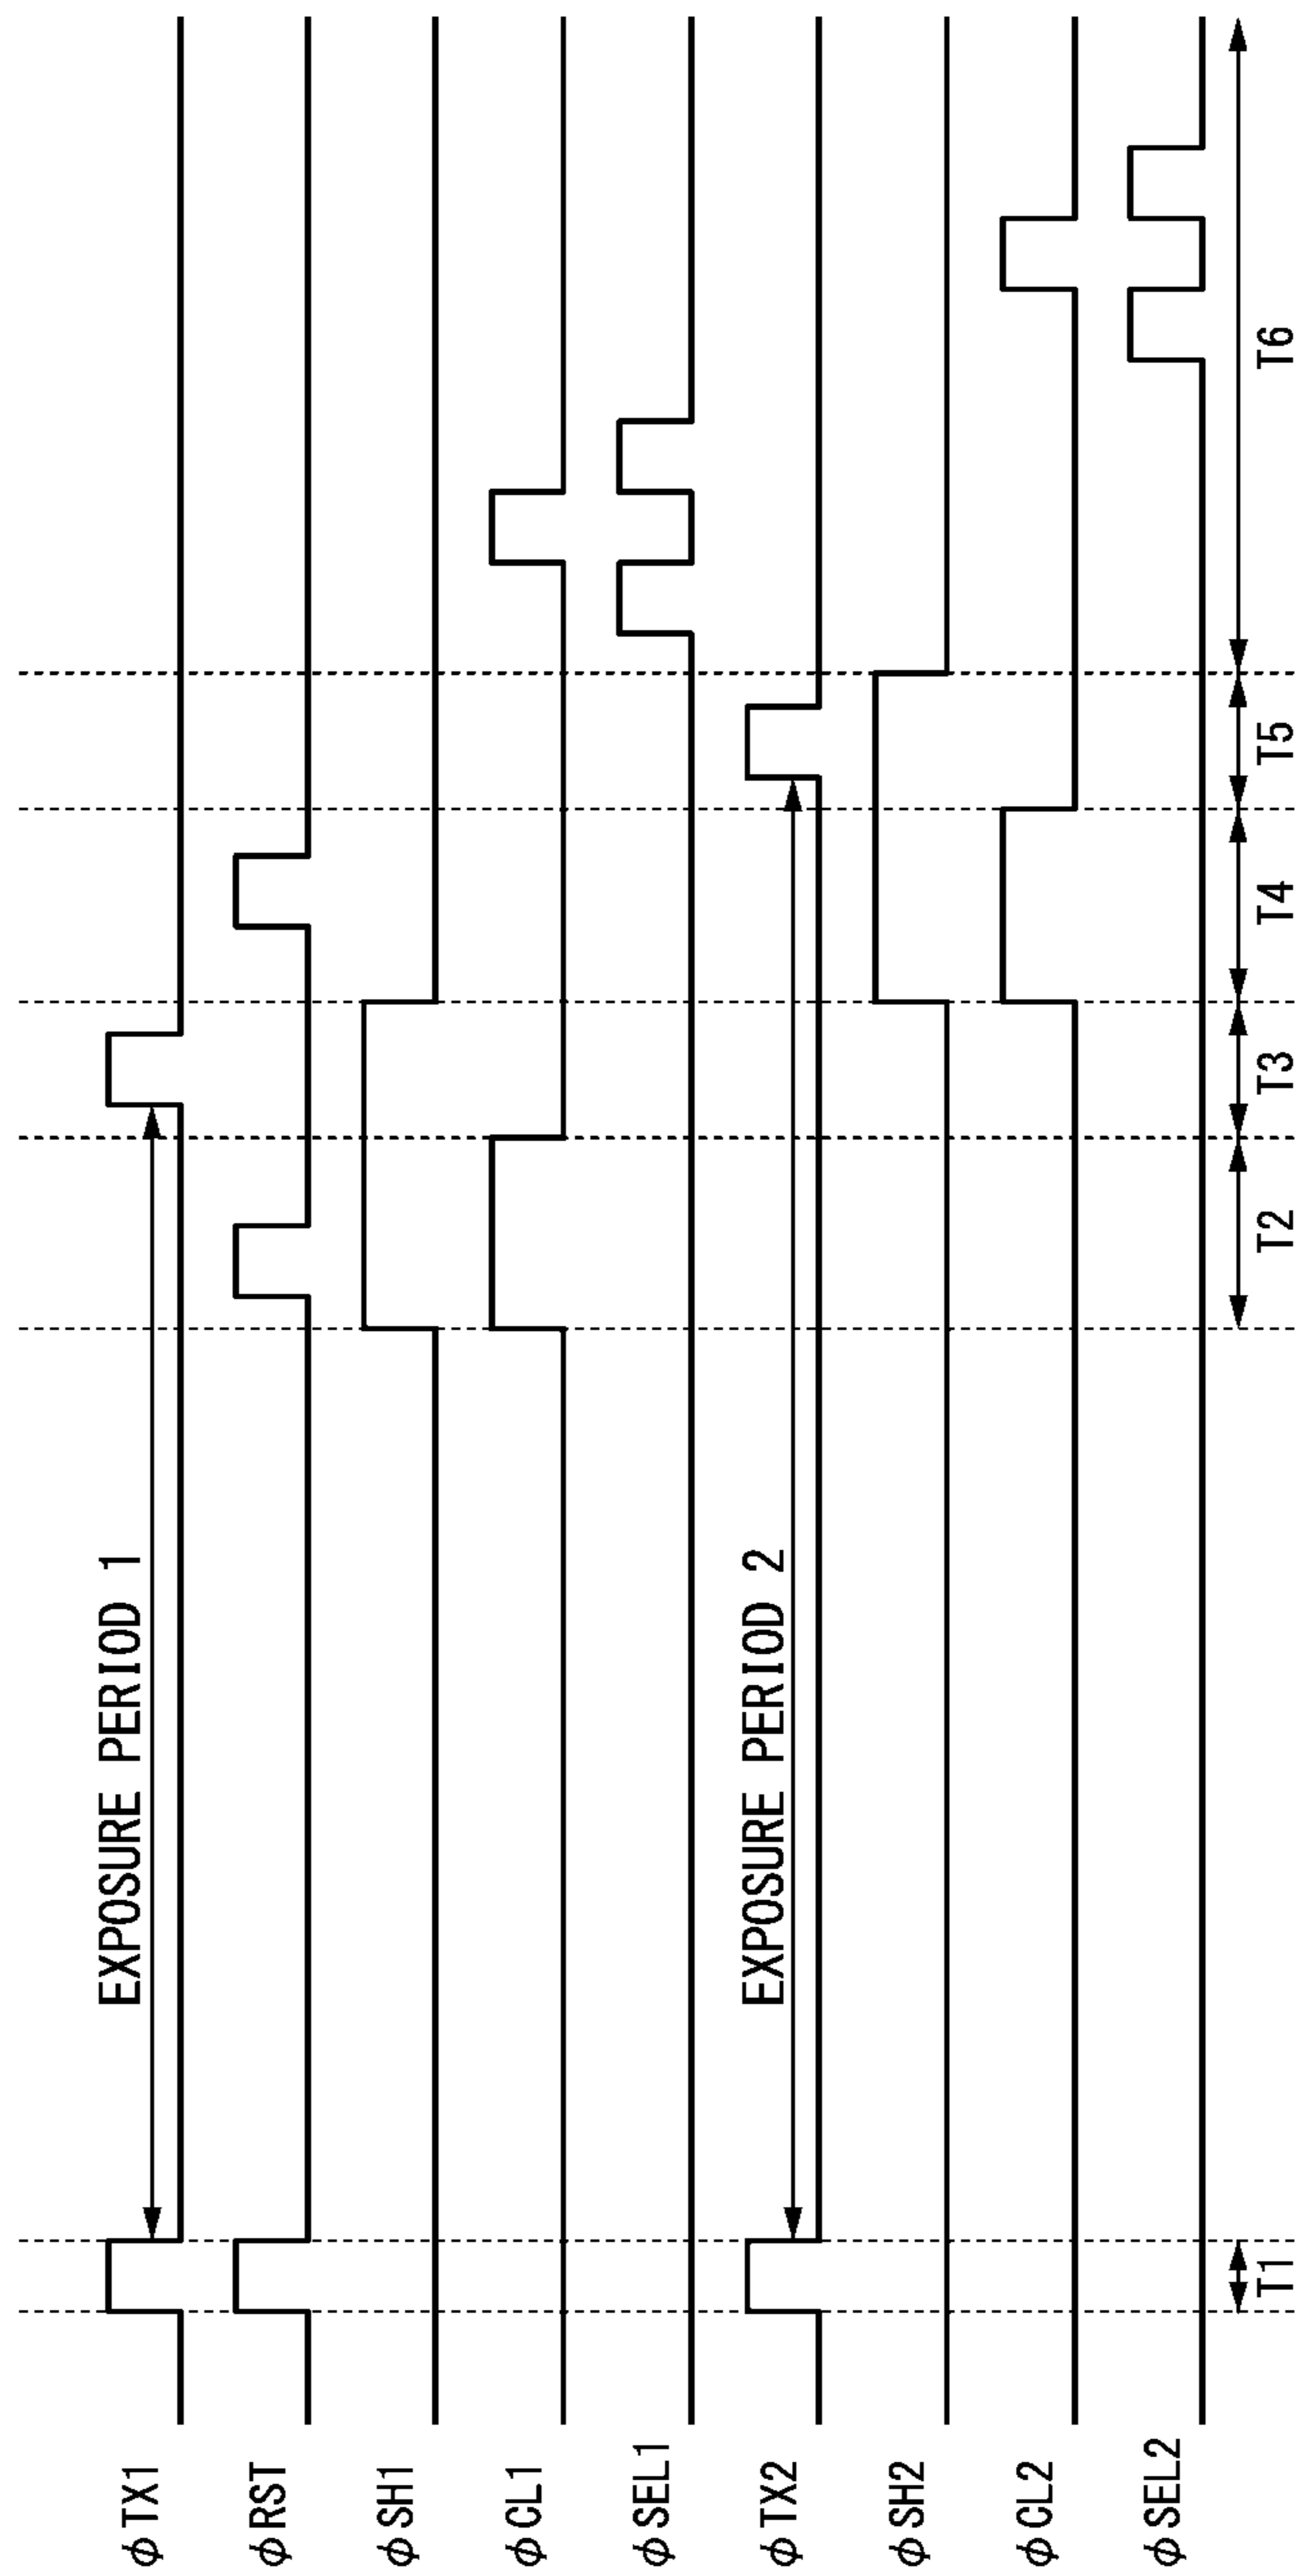 φTX1
EXPOSURE PERIOD 1
φRST
φSH1
φCL1
φSEL1
φTX2
EXPOSURE PERIOD 2
φSH2
φCL2
φSEL2
T1
T2
T3
T4
T5
T6